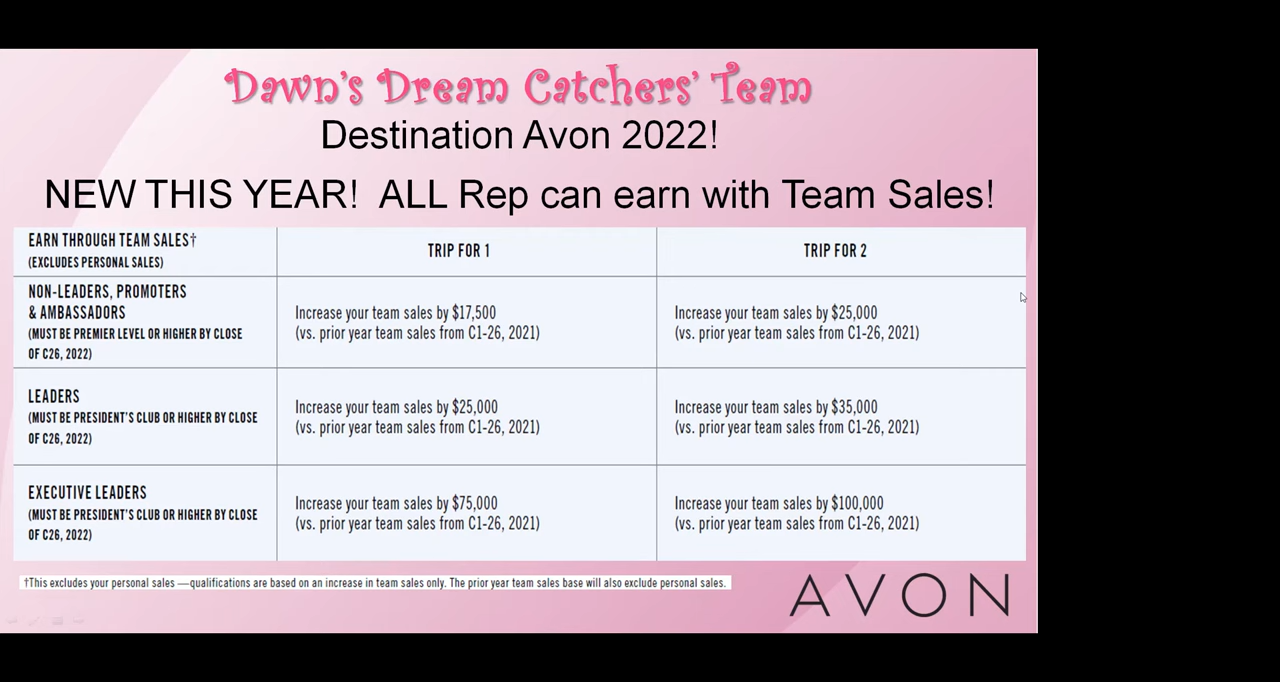 Dawn's Dream Catchers' Team
Destination Avon 2022!
NEW THIS YEAR! ALL Rep can earn with Team Sales!
EARN THROUGH TEAM SALES†
(EXCLUDES PERSONAL SALES)
TRIP FOR 1
TRIP FOR 2
NON-LEADERS, PROMOTERS
& AMBASSADORS
(MUST BE PREMIER LEVEL OR HIGHER BY CLOSE
OF C26, 2022)
Increase your team sales by $17,500
(vs. prior year team sales from C1-26, 2021)
Increase your team sales by $25,000
(vs. prior year team sales from C1-26, 2021)
LEADERS
(MUST BE PRESIDENT'S CLUB OR HIGHER BY CLOSE
OF C26, 2022)
Increase your team sales by $25,000
(vs. prior year team sales from C1-26, 2021)
Increase your team sales by $35,000
(vs. prior year team sales from C1-26, 2021)
EXECUTIVE LEADERS
(MUST BE PRESIDENT'S CLUB OR HIGHER BY CLOSE
OF C26, 2022)
Increase your team sales by $75,000
(vs. prior year team sales from C1-26, 2021)
Increase your team sales by $100,000
(vs. prior year team sales from C1-26, 2021)
†This excludes your personal sales —qualifications are based on an increase in team sales only. The prior year team sales base will also exclude personal sales.
AVON